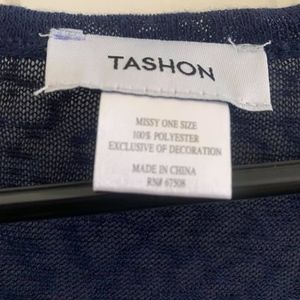 TASHON
MISSY ONE SIZE
100% POLYESTER
EXCLUSIVE OF DECORATION
MADE IN CHINA
RN# 67508